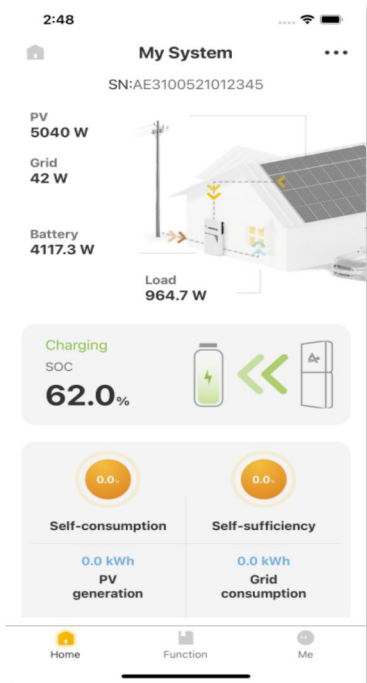 2:48
My System
SN:AE3100521012345
PV
5040 W
Grid
42 W
Battery
4117.3 W
Load
964.7 W
Charging
SOC
62.0%
0.0%
0.0%
Self-consumption
Self-sufficiency
0.0 kWh
0.0 kWh
PV
generation
Grid
consumption
Home
Function
Me